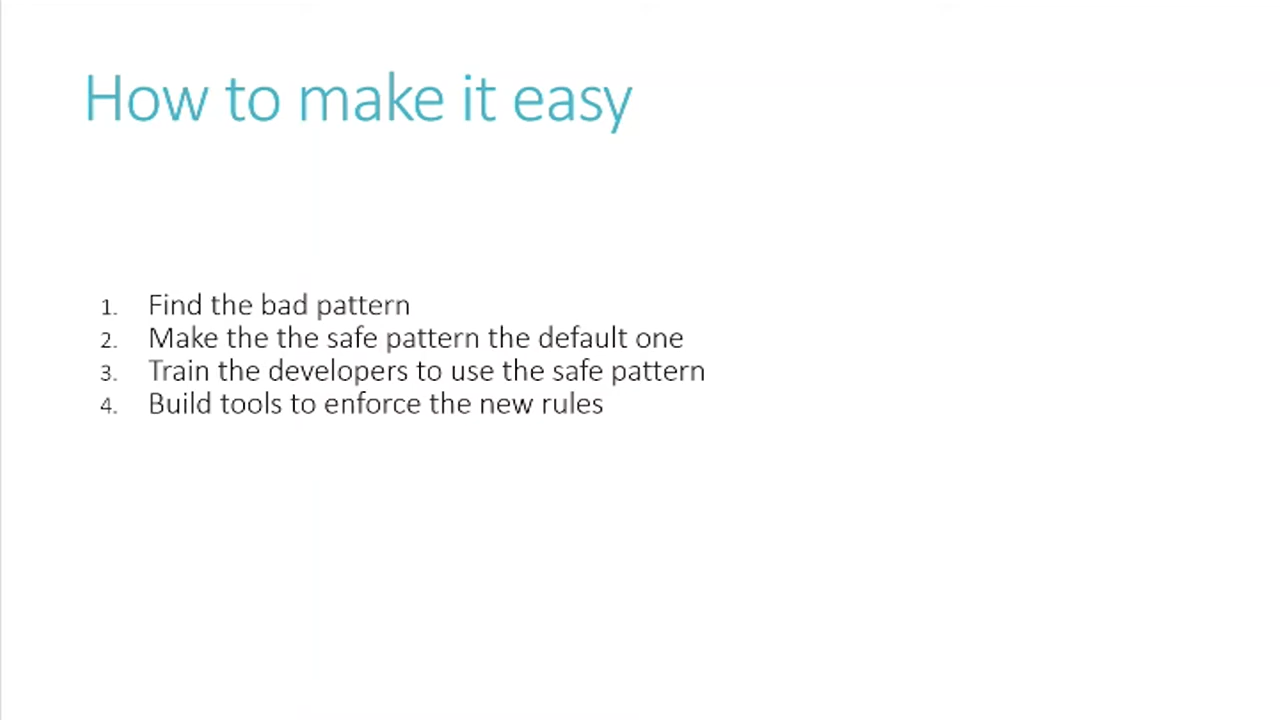 How to make it easy
1. Find the bad pattern
2. Make the the safe pattern the default one
3. Train the developers to use the safe pattern
4. Build tools to enforce the new rules